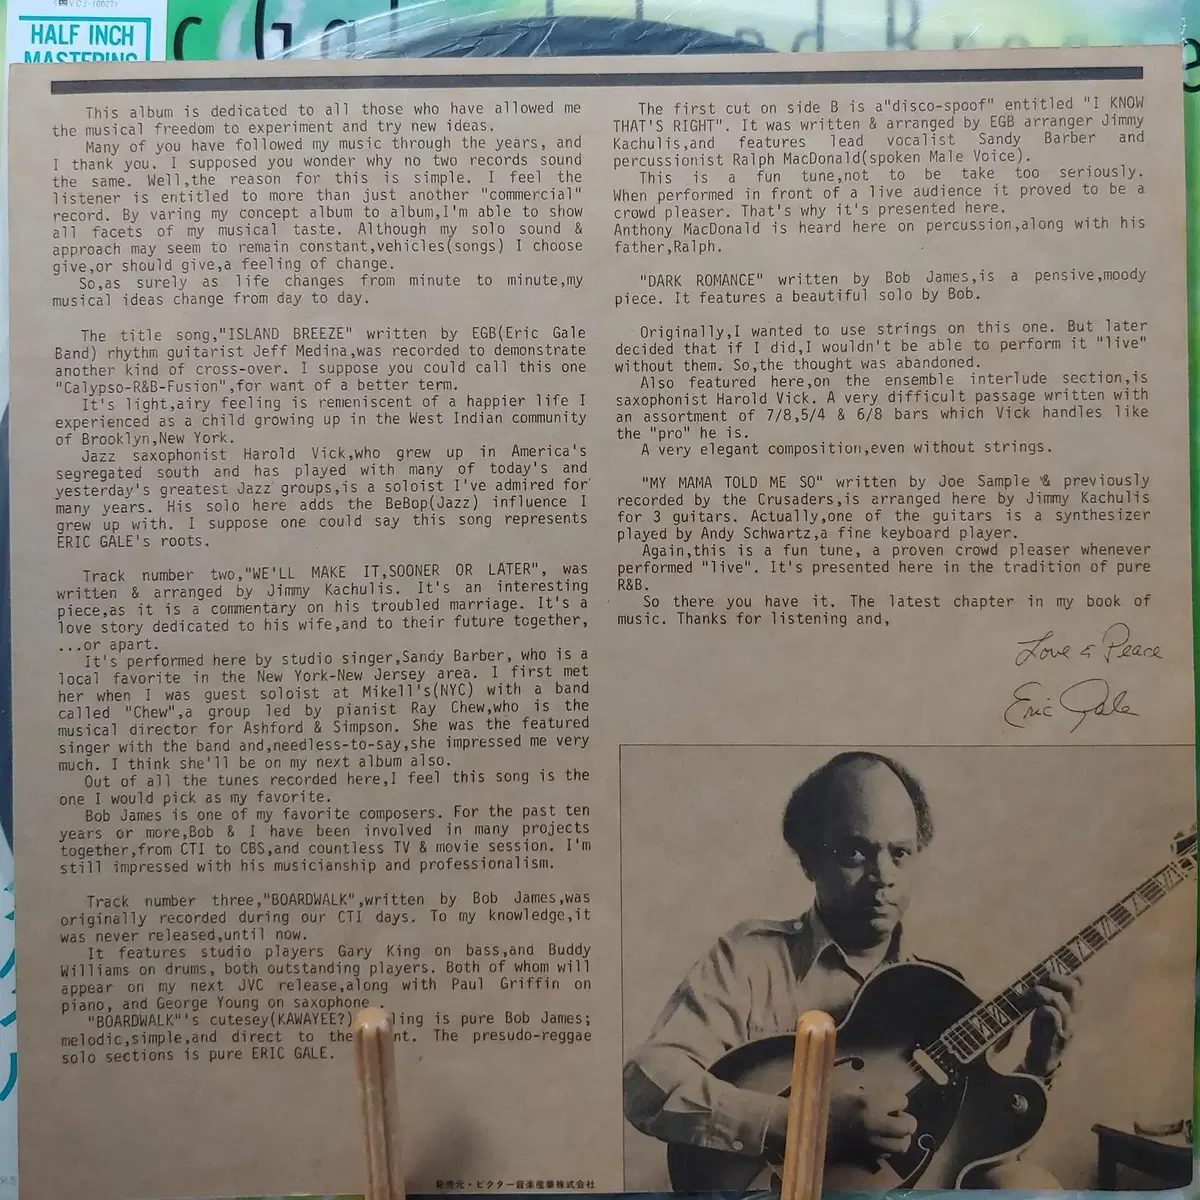 VCJ-10027
HALF INCH
MASTERING
This album is dedicated to all those who have allowed me
the musical freedom to experiment and try new ideas.
Many of you have followed my music through the years, and
I thank you. I supposed you wonder why no two records sound
the same. Well,the reason for this is simple. I feel the
listener is entitled to more than just another "commercial"
record. By varing my concept album to album,I'm able to show
all facets of my musical taste. Although my solo sound &
approach may seem to remain constant,vehicles(songs) I choose
give,or should give,a feeling of change.
So,as surely as life changes from minute to minute,my
musical ideas change from day to day.
The title song,"ISLAND BREEZE" written by EGB(Eric Gale
Band) rhythm guitarist Jeff Medina,was recorded to demonstrate
another kind of cross-over. I suppose you could call this one
"Calypso-R&B-Fusion",for want of a better term.
It's light,airy feeling is remeniscent of a happier life I
experienced as a child growing up in the West Indian community
of Brooklyn,New York.
Jazz saxophonist Harold Vick,who grew up in America's
segregated south and has played with many of today's and
yesterday's greatest Jazz groups,is a soloist I've admired for
many years. His solo here adds the BeBop(Jazz) influence I
grew up with. I suppose one could say this song represents
ERIC GALE's roots.
Track number two,"WE'LL MAKE IT,SOONER OR LATER", was
written & arranged by Jimmy Kachulis. It's an interesting
piece,as it is a commentary on his troubled marriage. It's a
love story dedicated to his wife,and to their future together,
...or apart.
It's performed here by studio singer,Sandy Barber, who is a
local favorite in the New York-New Jersey area. I first met
her when I was guest soloist at Mikell's(NYC) with a band
called "Chew",a group led by pianist Ray Chew,who is the
musical director for Ashford & Simpson. She was the featured
singer with the band and,needless-to-say,she impressed me very
much. I think she'll be on my next album also.
Out of all the tunes recorded here,I feel this song is the
one I would pick as my favorite.
Bob James is one of my favorite composers. For the past ten
years or more,Bob & I have been involved in many projects
together,from CTI to CBS,and countless TV & movie session. I'm
still impressed with his musicianship and professionalism.
Track number three,"BOARDWALK",written by Bob James,was
originally recorded during our CTI days. To my knowledge,it
was never released,until now.
It features studio players Gary King on bass,and Buddy
Williams on drums, both outstanding players. Both of whom will
appear on my next JVC release,along with Paul Griffin on
piano, and George Young on saxophone .
"BOARDWALK"'s cutesey(KAWAYEE?) ling is pure Bob James;
melodic,simple,and direct to the nt. The presudo-reggae
solo sections is pure ERIC GALE.
The first cut on side B is a"disco-spoof" entitled "I KNOW
THAT'S RIGHT". It was written & arranged by EGB arranger Jimmy
Kachulis,and features lead vocalist Sandy Barber and
percussionist Ralph MacDonald(spoken Male Voice).
This is a fun tune,not to be take too seriously.
When performed in front of a live audience it proved to be a
crowd pleaser. That's why it's presented here.
Anthony MacDonald is heard here on percussion,along with his
father,Ralph.
"DARK ROMANCE" written by Bob James,is a pensive,moody
piece. It features a beautiful solo by Bob.
Originally,I wanted to use strings on this one. But later
decided that if I did,I wouldn't be able to perform it "live"
without them. So,the thought was abandoned.
Also featured here,on the ensemble interlude section,is
saxophonist Harold Vick. A very difficult passage written with
an assortment of 7/8,5/4 & 6/8 bars which Vick handles like
the "pro" he is.
A very elegant composition,even without strings.
"MY MAMA TOLD ME SO" written by Joe Sample & previously
recorded by the Crusaders,is arranged here by Jimmy Kachulis
for 3 guitars. Actually,one of the guitars is a synthesizer
played by Andy Schwartz,a fine keyboard player.
Again,this is a fun tune, a proven crowd pleaser whenever
performed "live". It's presented here in the tradition of pure
R&B.
So there you have it. The latest chapter in my book of
music. Thanks for listening and,
Love & Peace
Eric Gale
発売元・ビクター音楽産業株式会社